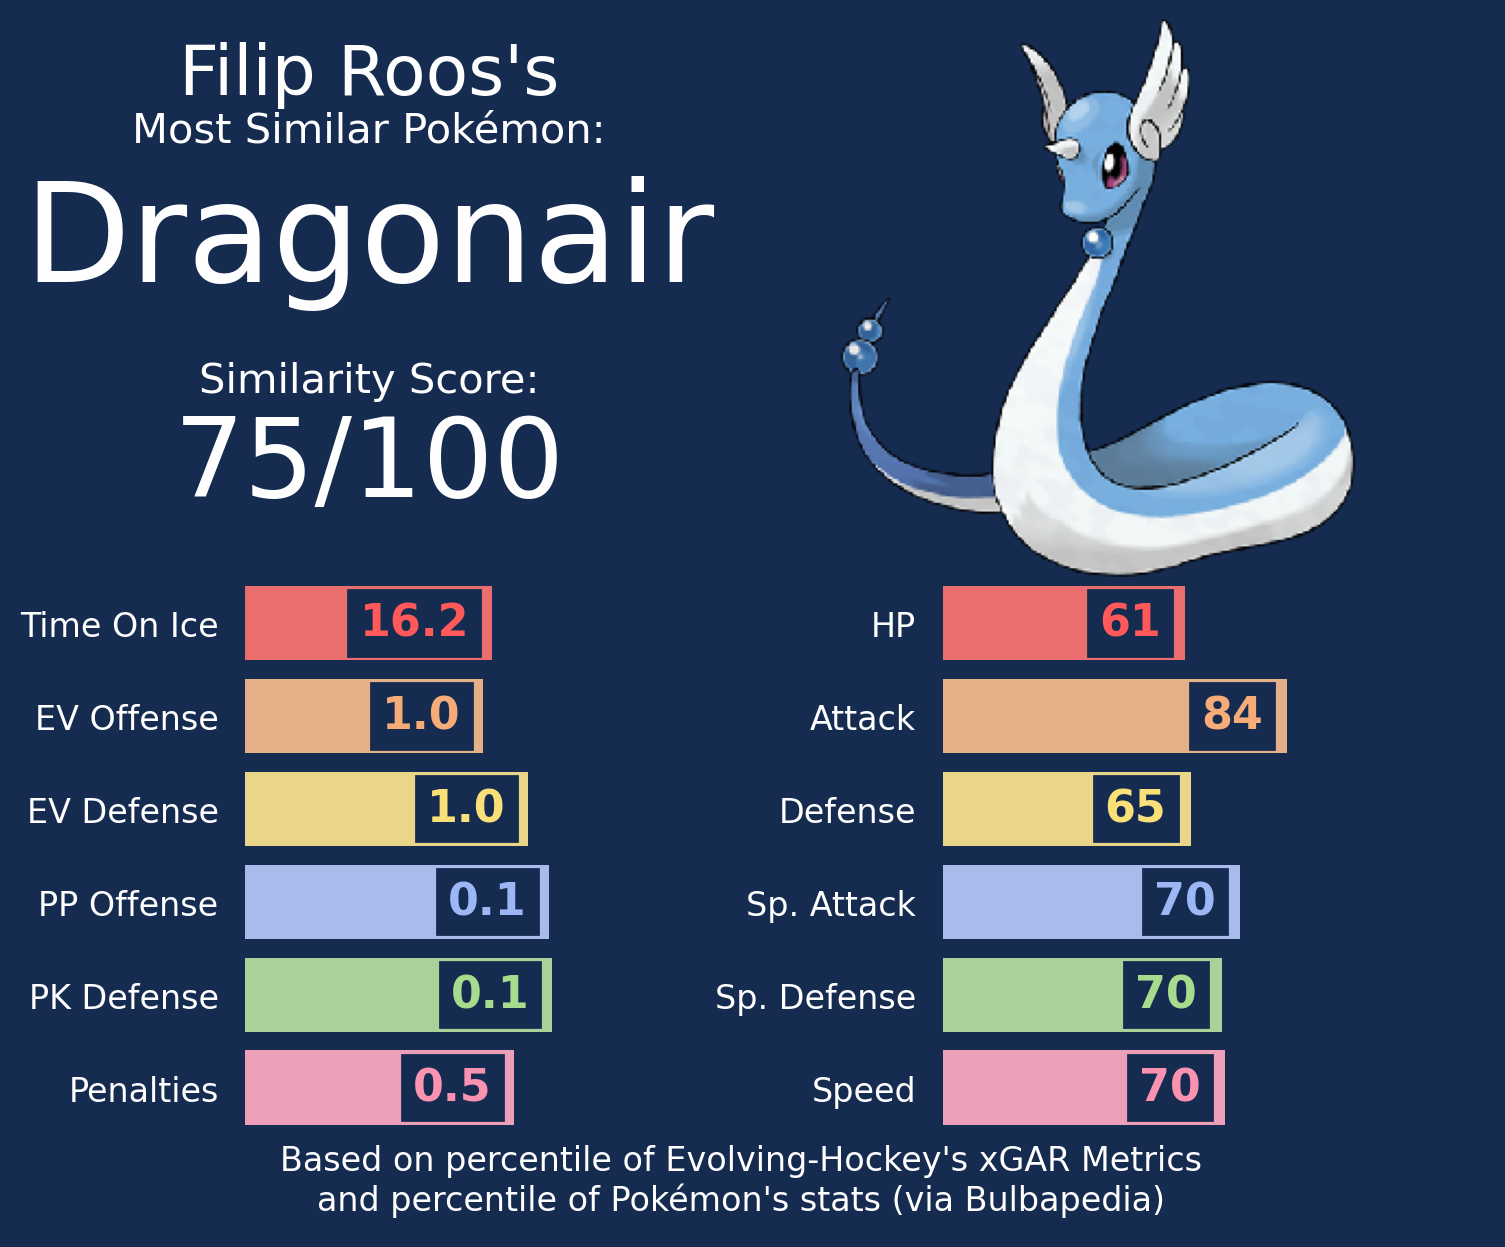 Filip Roos's
Most Similar Pokémon:
Dragonair
Similarity Score:
75/100
Time On Ice 16.2
EV Offense 1.0
EV Defense 1.0
PP Offense 0.1
PK Defense 0.1
Penalties 0.5
HP 61
Attack 84
Defense 65
Sp. Attack 70
Sp. Defense 70
Speed 70
Based on percentile of Evolving-Hockey's xGAR Metrics
and percentile of Pokémon's stats (via Bulbapedia)